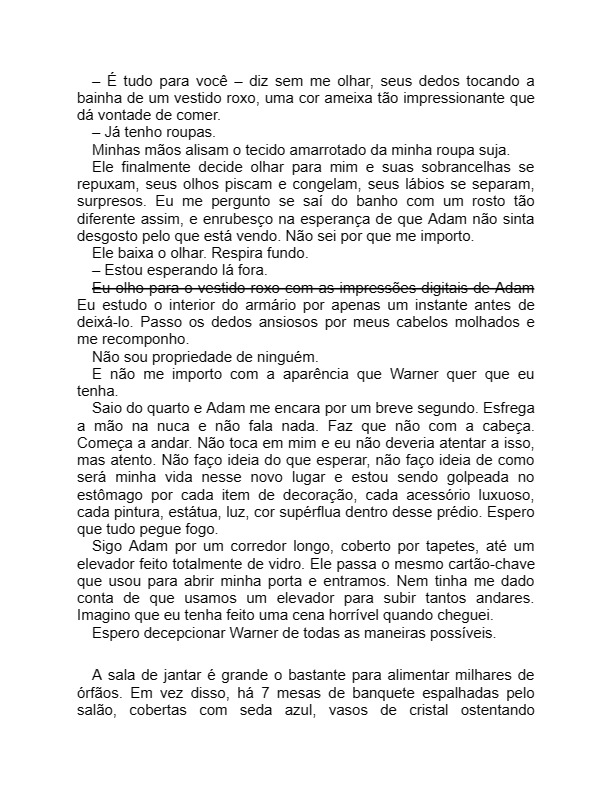 – É tudo para você – diz sem me olhar, seus dedos tocando a
bainha de um vestido roxo, uma cor ameixa tão impressionante que
dá vontade de comer.
– Já tenho roupas.
Minhas mãos alisam o tecido amarrotado da minha roupa suja.
Ele finalmente decide olhar para mim e suas sobrancelhas se
repuxam, seus olhos piscam e congelam, seus lábios se separam,
surpresos. Eu me pergunto se saí do banho com um rosto tão
diferente assim, e enrubesço na esperança de que Adam não sinta
desgosto pelo que está vendo. Não sei por que me importo.
Ele baixa o olhar. Respira fundo.
– Estou esperando lá fora.
Eu olho para o vestido roxo com as impressões digitais de Adam
Eu estudo o interior do armário por apenas um instante antes de
deixá-lo. Passo os dedos ansiosos por meus cabelos molhados e
me recomponho.
Não sou propriedade de ninguém.
E não me importo com a aparência que Warner quer que eu
tenha.
Saio do quarto e Adam me encara por um breve segundo. Esfrega
a mão na nuca e não fala nada. Faz que não com a cabeça.
Começa a andar. Não toca em mim e eu não deveria atentar a isso,
mas atento. Não faço ideia do que esperar, não faço ideia de como
será minha vida nesse novo lugar e estou sendo golpeada no
estômago por cada item de decoração, cada acessório luxuoso,
cada pintura, estátua, luz, cor supérflua dentro desse prédio. Espero
que tudo pegue fogo.
Sigo Adam por um corredor longo, coberto por tapetes, até um
elevador feito totalmente de vidro. Ele passa o mesmo cartão-chave
que usou para abrir minha porta e entramos. Nem tinha me dado
conta de que usamos um elevador para subir tantos andares.
Imagino que eu tenha feito uma cena horrível quando cheguei.
Espero decepcionar Warner de todas as maneiras possíveis.
A sala de jantar é grande o bastante para alimentar milhares de
órfãos. Em vez disso, há 7 mesas de banquete espalhadas pelo
salão, cobertas com seda azul, vasos de cristal ostentando